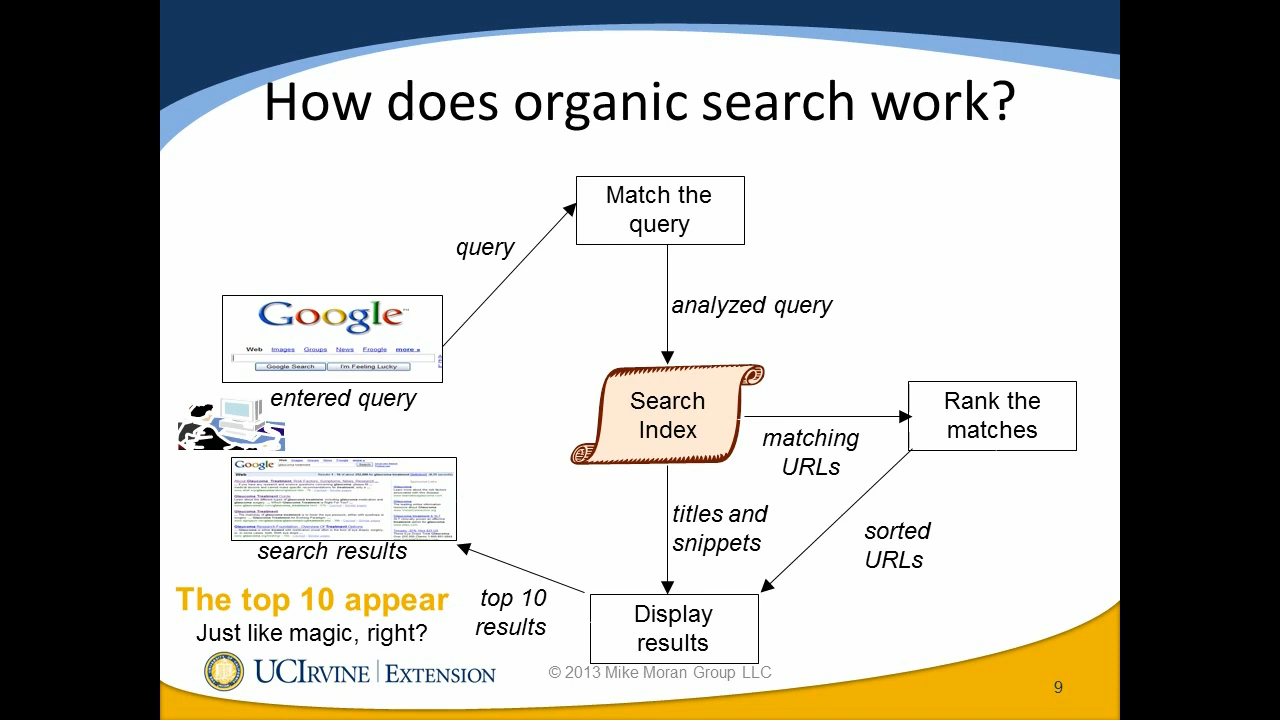 How does organic search work?
Match the
query
query
analyzed query
Google
Web Images Groups News Froogle more »
Google Search I'm Feeling Lucky
entered query
Search
Index
Rank the
matches
matching
URLs
Google
titles and
snippets
sorted
URLs
search results
The top 10 appear
Just like magic, right?
top 10
results
Display
results
UCIRVINE | EXTENSION
© 2013 Mike Moran Group LLC
9